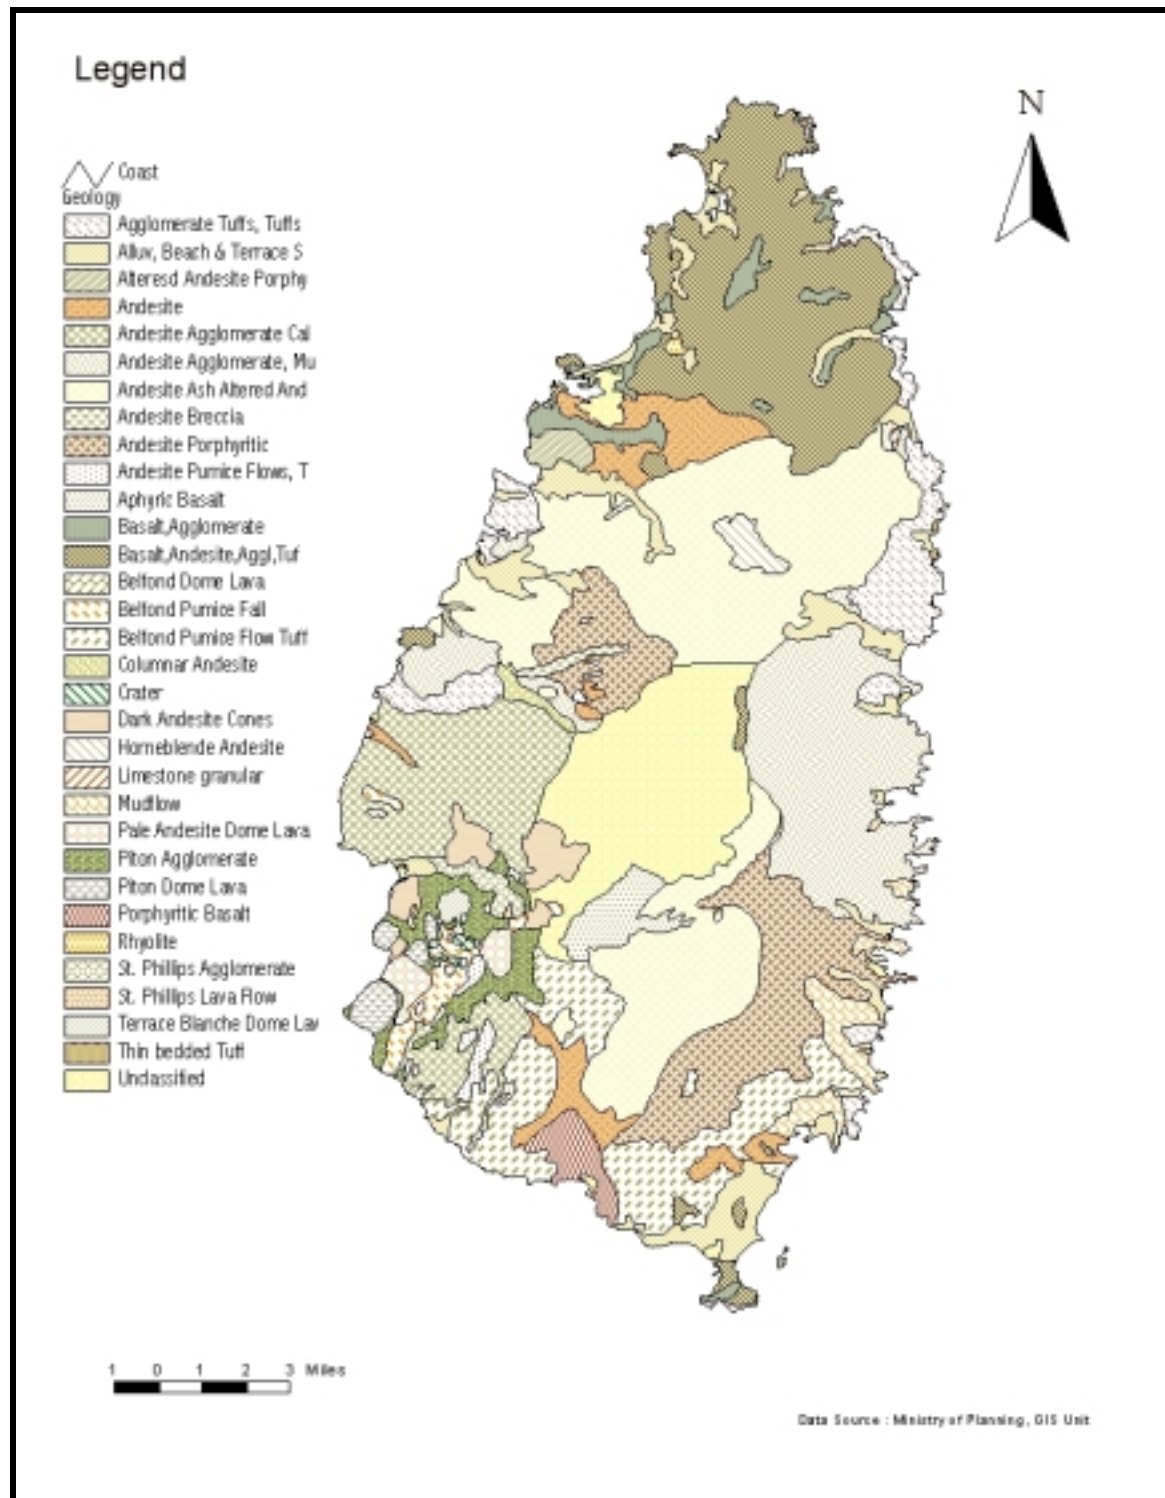 Legend
N
Coast
Geology
Agglomerate Tuffs, Tuffs
Alluv, Beach & Terrace S
Alteresd Andesite Porphy
Andesite
Andesite Agglomerate Cal
Andesite Agglomerate, Mu
Andesite Ash Altered And
Andesite Breccia
Andesite Porphyritic
Andesite Pumice Flows, T
Aphyric Basalt
Basalt,Agglomerate
Basalt,Andesite,Aggl,Tuf
Belfond Dome Lava
Belfond Pumice Fall
Belfond Pumice Flow Tuff
Columnar Andesite
Crater
Dark Andesite Cones
Horneblende Andesite
Limestone granular
Mudflow
Pale Andesite Dome Lava
Piton Agglomerate
Piton Dome Lava
Porphyritic Basalt
Rhyolite
St. Phillips Agglomerate
St. Phillips Lava Flow
Terrace Blanche Dome Lav
Thin bedded Tuff
Unclassified
1 0 1 2 3 Miles
Data Source : Ministry of Planning, GIS Unit